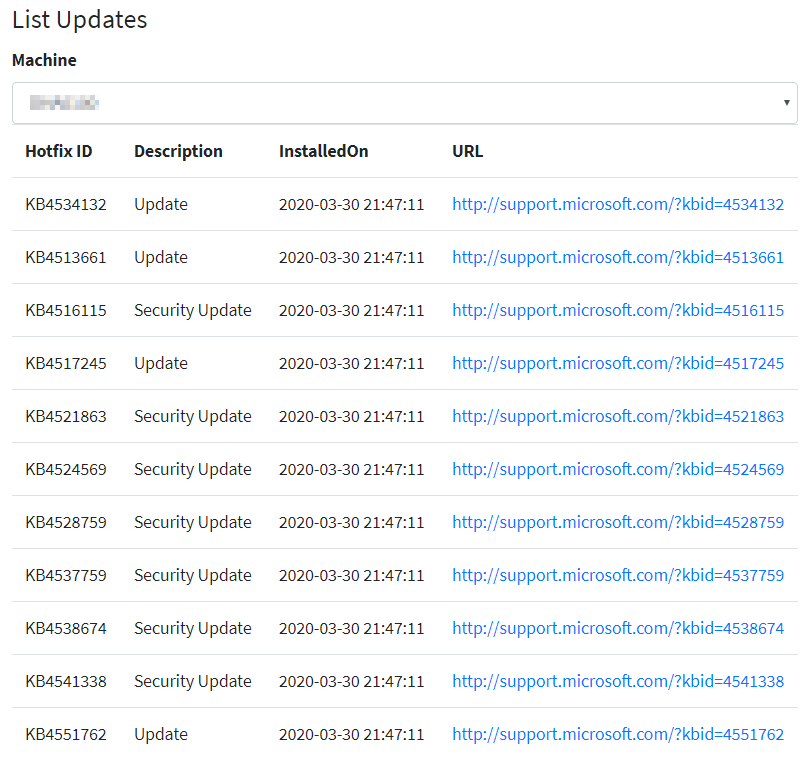 List Updates
Machine
Hotfix ID Description InstalledOn URL
KB4534132 Update 2020-03-30 21:47:11 http://support.microsoft.com/?kbid=4534132
KB4513661 Update 2020-03-30 21:47:11 http://support.microsoft.com/?kbid=4513661
KB4516115 Security Update 2020-03-30 21:47:11 http://support.microsoft.com/?kbid=4516115
KB4517245 Update 2020-03-30 21:47:11 http://support.microsoft.com/?kbid=4517245
KB4521863 Security Update 2020-03-30 21:47:11 http://support.microsoft.com/?kbid=4521863
KB4524569 Security Update 2020-03-30 21:47:11 http://support.microsoft.com/?kbid=4524569
KB4528759 Security Update 2020-03-30 21:47:11 http://support.microsoft.com/?kbid=4528759
KB4537759 Security Update 2020-03-30 21:47:11 http://support.microsoft.com/?kbid=4537759
KB4538674 Security Update 2020-03-30 21:47:11 http://support.microsoft.com/?kbid=4538674
KB4541338 Security Update 2020-03-30 21:47:11 http://support.microsoft.com/?kbid=4541338
KB4551762 Update 2020-03-30 21:47:11 http://support.microsoft.com/?kbid=4551762